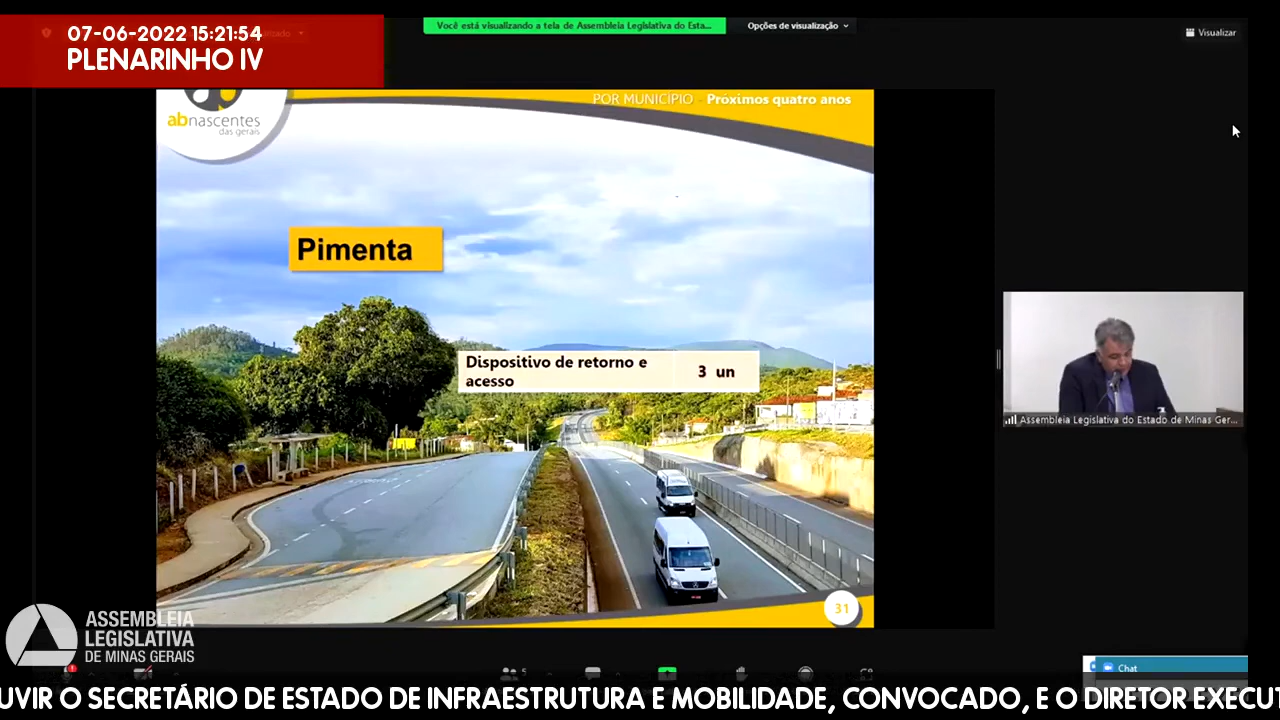 07-06-2022 15:21:54
PLENARINHO IV
Você está visualizando a tela de Assembleia Legislativa do Esta...
Opções de visualização
Visualizar
abnascentes
das gerais
POR MUNICÍPIO - Próximos quatro anos
Pimenta
Dispositivo de retorno e
acesso
3 un
Assembleia Legislativa do Estado de Minas Ger...
31
ASSEMBLEIA
LEGISLATIVA
DE MINAS GERAIS
5
Chat
UVIR O SECRETÁRIO DE ESTADO DE INFRAESTRUTURA E MOBILIDADE, CONVOCADO, E O DIRETOR EXECUT